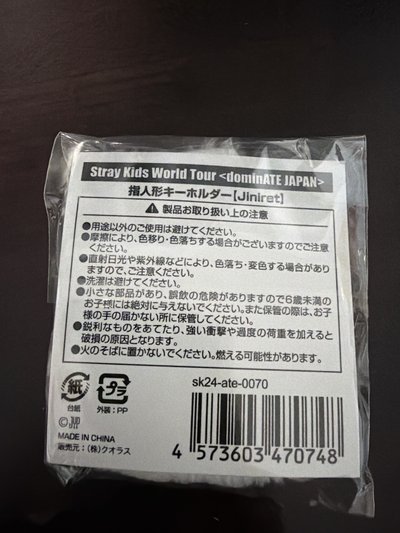 Stray Kids World Tour <dominATE JAPAN>
指人形キーホルダー【Jiniret】
⚠ 製品お取り扱い上の注意
●用途以外のご使用は避けてください。
●摩擦により、色移り・色落ちする場合がございますのでご注意
ください。
●直射日光や紫外線などにより、色落ち・変色する場合があり
ますので、ご注意ください。
●洗濯は避けてください。
●小さな部品があり、誤飲の危険がありますので6歳未満の
お子様には絶対に与えないでください。また保管の際は、お子
様の手の届かない所に保管してください。
●鋭利なものをあてたり、強い衝撃や過度の荷重を加えると
破損の原因となります。
●火のそばに置かないでください。燃える可能性があります。
紙
台紙
プラ
外装:PP
sk24-ate-0070
©JYP
MADE IN CHINA
販売元:(株)クオラス
4 573603 470748